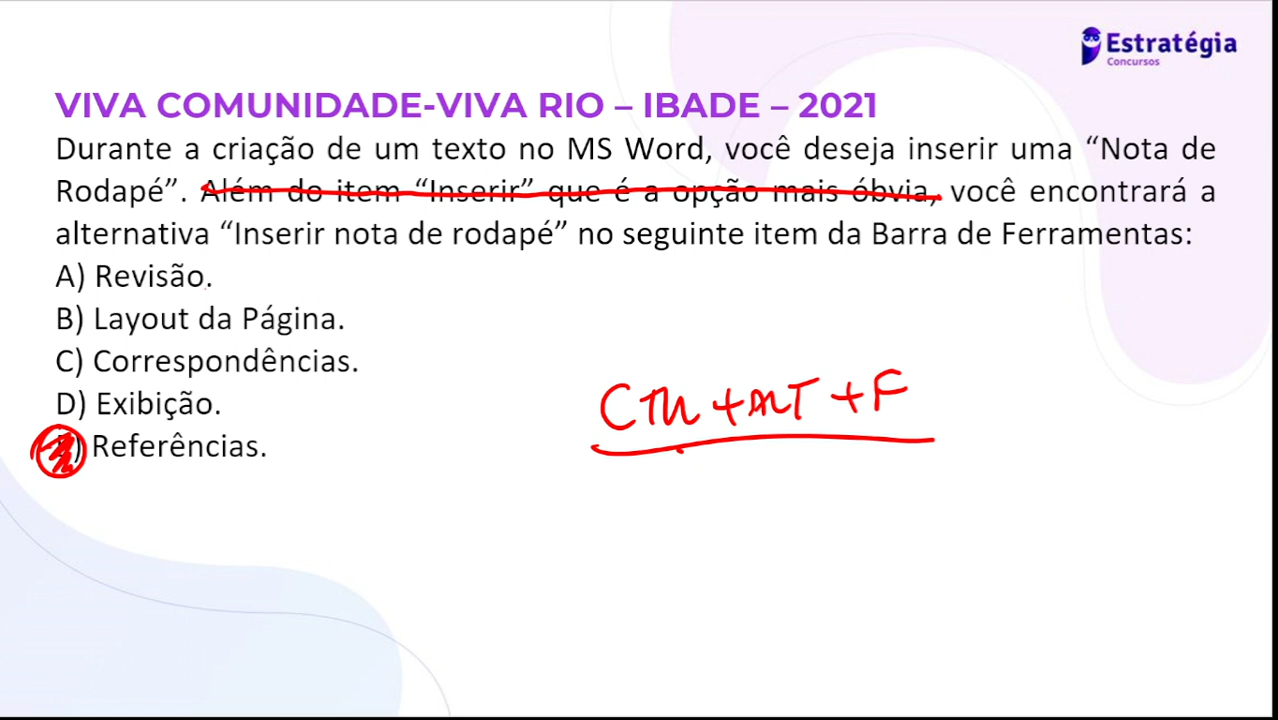 Estratégia
Concursos
VIVA COMUNIDADE-VIVA RIO – IBADE – 2021
Durante a criação de um texto no MS Word, você deseja inserir uma “Nota de
Rodapé”. Além do item “Inserir” que é a opção mais óbvia, você encontrará a
alternativa “Inserir nota de rodapé” no seguinte item da Barra de Ferramentas:
A) Revisão.
B) Layout da Página.
C) Correspondências.
D) Exibição.
) Referências.
CTRL + ALT + F